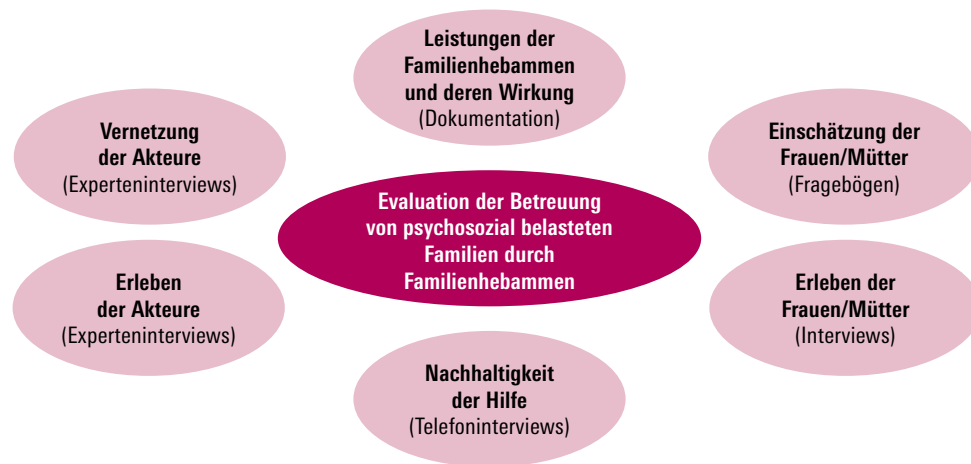 Leistungen der
Familienhebammen
und deren Wirkung
(Dokumentation)
Vernetzung
der Akteure
(Experteninterviews)
Einschätzung der
Frauen/Mütter
(Fragebögen)
Evaluation der Betreuung
von psychosozial belasteten
Familien durch
Familienhebammen
Erleben
der Akteure
(Experteninterviews)
Erleben der
Frauen/Mütter
(Interviews)
Nachhaltigkeit
der Hilfe
(Telefoninterviews)